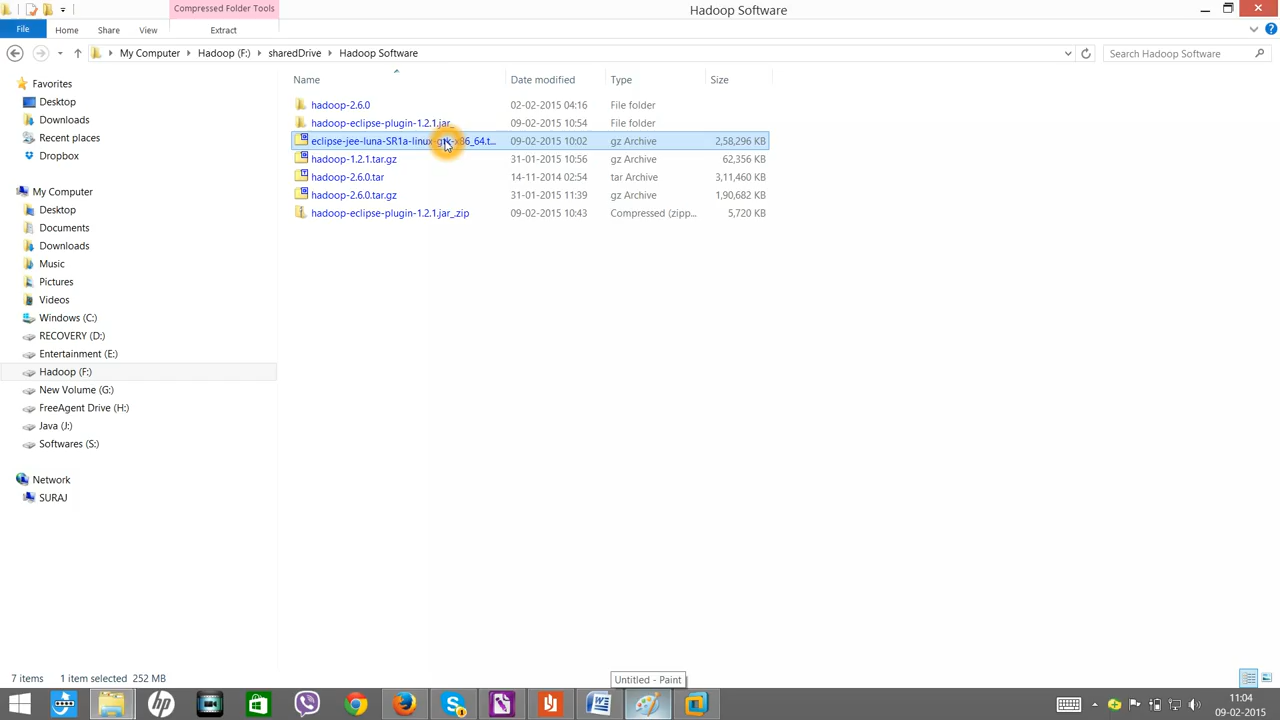 Compressed Folder Tools
Hadoop Software
File
Home
Share
View
Extract
My Computer
Hadoop (F:)
sharedDrive
Hadoop Software
Search Hadoop Software
Favorites
Desktop
Downloads
Recent places
Dropbox
My Computer
Desktop
Documents
Downloads
Music
Pictures
Videos
Windows (C:)
RECOVERY (D:)
Entertainment (E:)
Hadoop (F:)
New Volume (G:)
FreeAgent Drive (H:)
Java (J:)
Softwares (S:)
Network
SURAJ
Name Date modified Type Size
hadoop-2.6.0 02-02-2015 04:16 File folder
hadoop-eclipse-plugin-1.2.1.jar_ 09-02-2015 10:54 File folder
eclipse-jee-luna-SR1a-linux-gtk-x86_64.t... 09-02-2015 10:02 gz Archive 2,58,296 KB
hadoop-1.2.1.tar.gz 31-01-2015 10:56 gz Archive 62,356 KB
hadoop-2.6.0.tar 14-11-2014 02:54 tar Archive 3,11,460 KB
hadoop-2.6.0.tar.gz 31-01-2015 11:39 gz Archive 1,90,682 KB
hadoop-eclipse-plugin-1.2.1.jar_.zip 09-02-2015 10:43 Compressed (zipp... 5,720 KB
7 items 1 item selected 252 MB
Untitled - Paint
11:04
09-02-2015